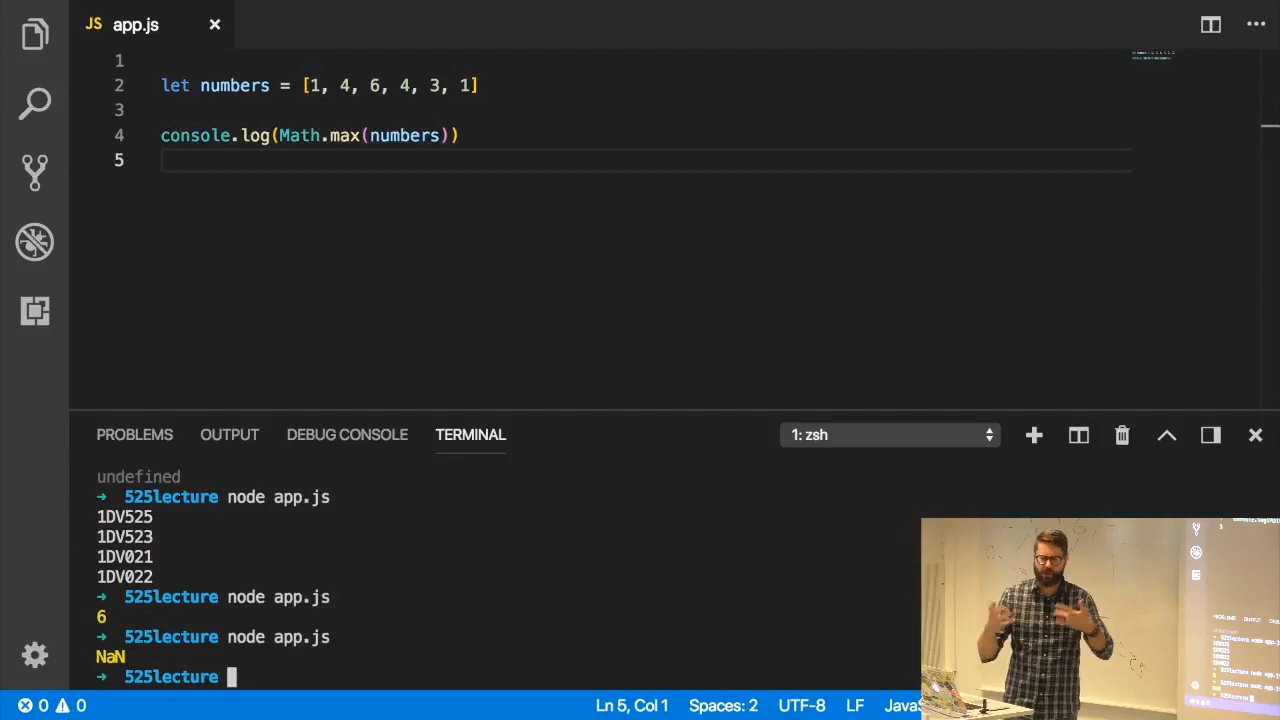 JS app.js
1
2 let numbers = [1, 4, 6, 4, 3, 1]
3
4 console.log(Math.max(numbers))
5
PROBLEMS OUTPUT DEBUG CONSOLE TERMINAL 1: zsh
undefined
➜ 525lecture node app.js
1DV525
1DV523
1DV021
1DV022
➜ 525lecture node app.js
6
➜ 525lecture node app.js
NaN
➜ 525lecture
0 0 Ln 5, Col 1 Spaces: 2 UTF-8 LF JavaS